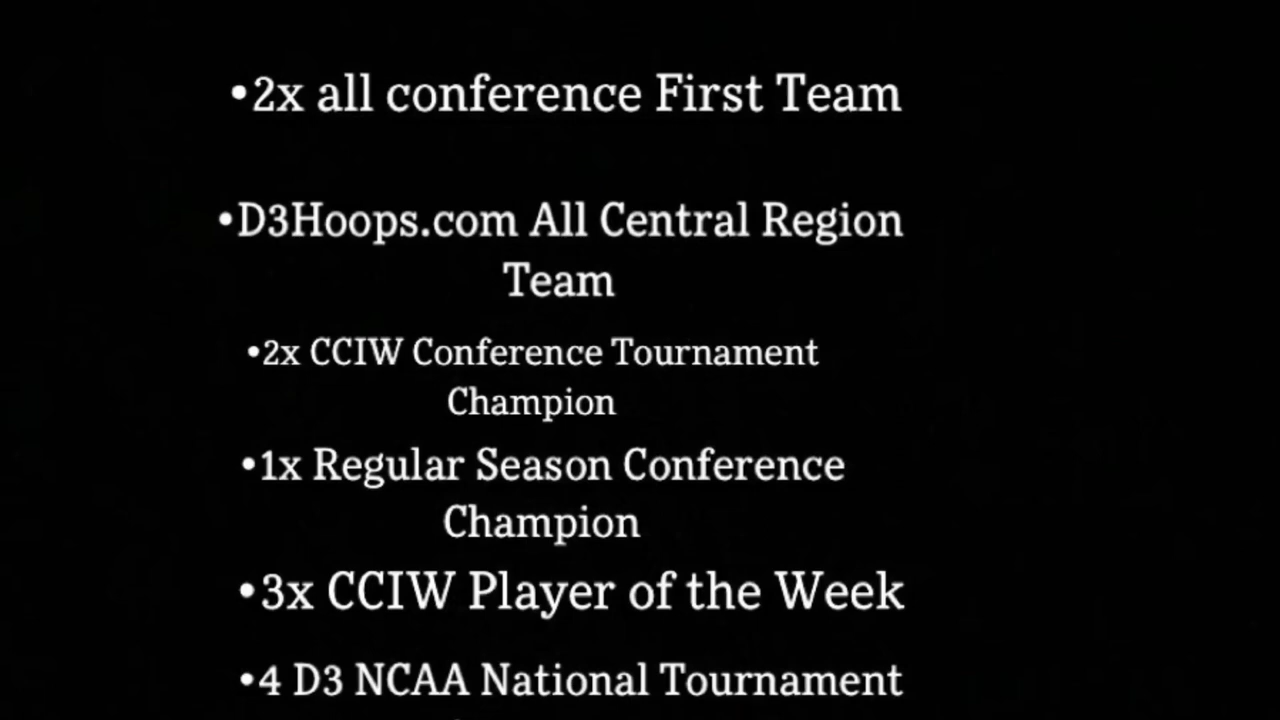 •2x all conference First Team
•D3Hoops.com All Central Region
Team
•2x CCIW Conference Tournament
Champion
•1x Regular Season Conference
Champion
•3x CCIW Player of the Week
•4 D3 NCAA National Tournament